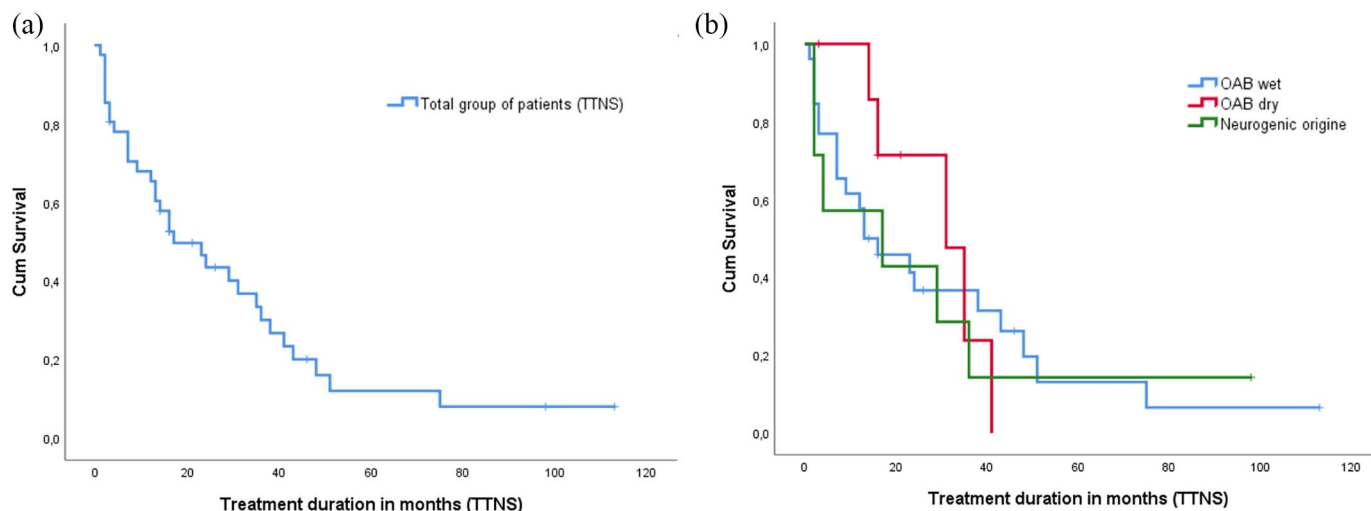 (a)
1,0
0,8
0,6
0,4
0,2
0,0
Cum Survival
Total group of patients (TTNS)
0 20 40 60 80 100 120
Treatment duration in months (TTNS)
(b)
1,0
0,8
0,6
0,4
0,2
0,0
Cum Survival
OAB wet
OAB dry
Neurogenic origine
0 20 40 60 80 100 120
Treatment duration in months (TTNS)